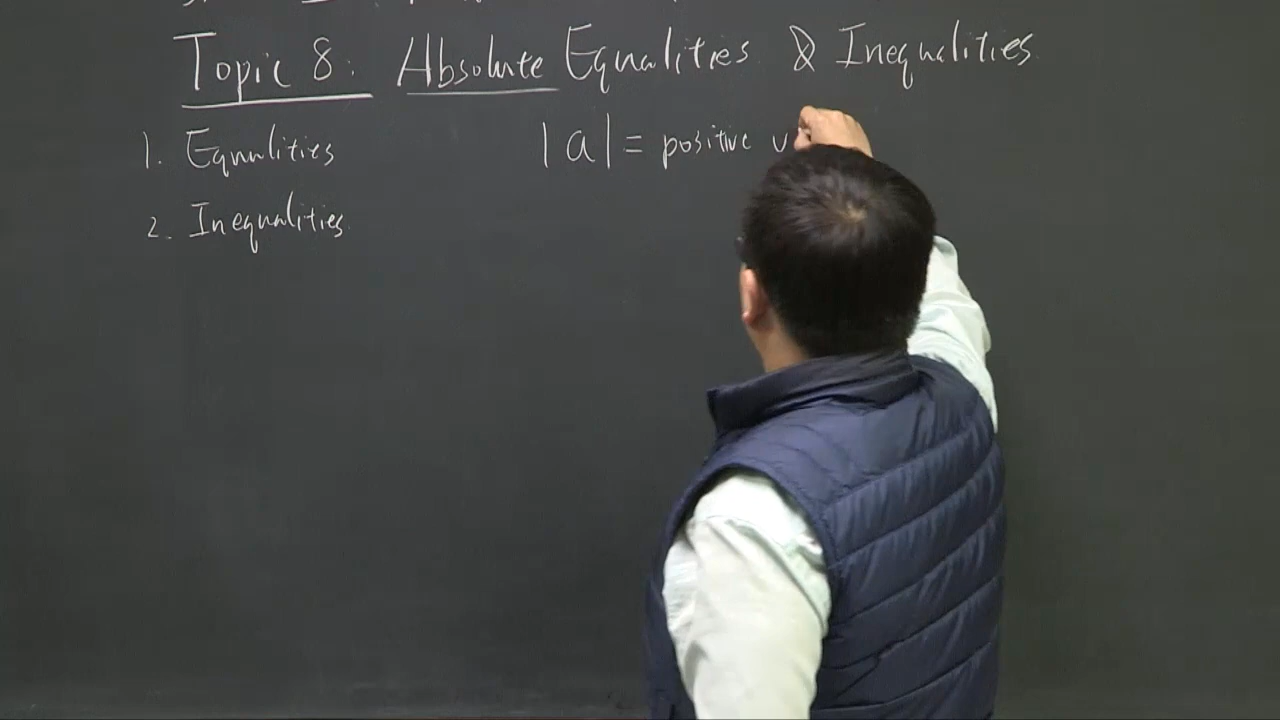 Topic 8: Absolute Equalities & Inequalities
1. Equalities
|a| = positive v
2. Inequalities